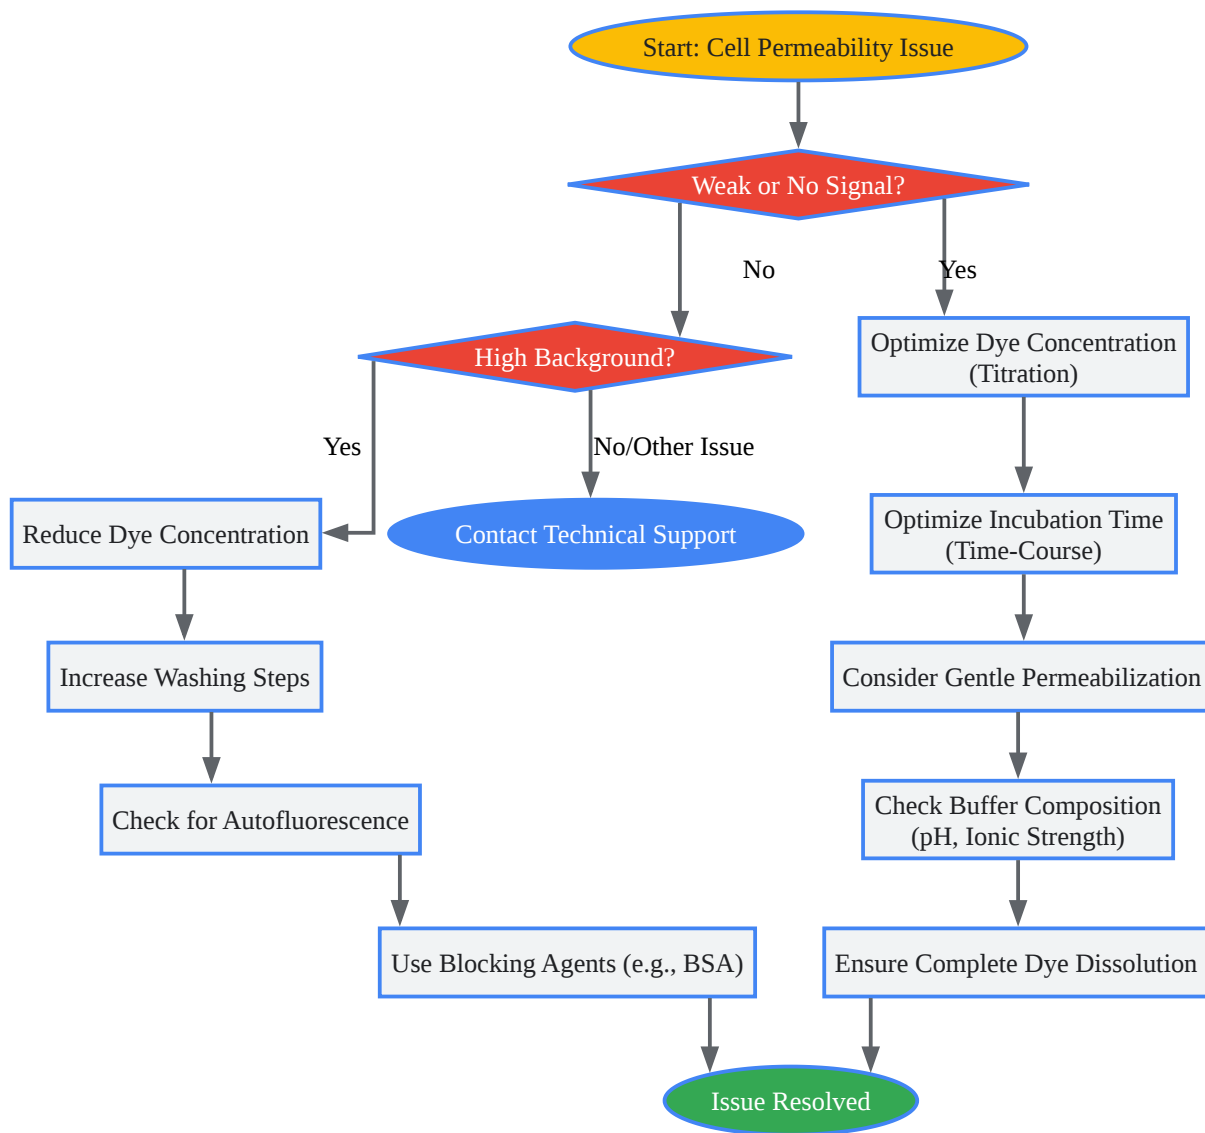 Start: Cell Permeability Issue
Weak or No Signal?
No
Yes
High Background?
Optimize Dye Concentration
(Titration)
Yes
No/Other Issue
Reduce Dye Concentration
Contact Technical Support
Optimize Incubation Time
(Time-Course)
Increase Washing Steps
Consider Gentle Permeabilization
Check for Autofluorescence
Check Buffer Composition
(pH, Ionic Strength)
Use Blocking Agents (e.g., BSA)
Ensure Complete Dye Dissolution
Issue Resolved